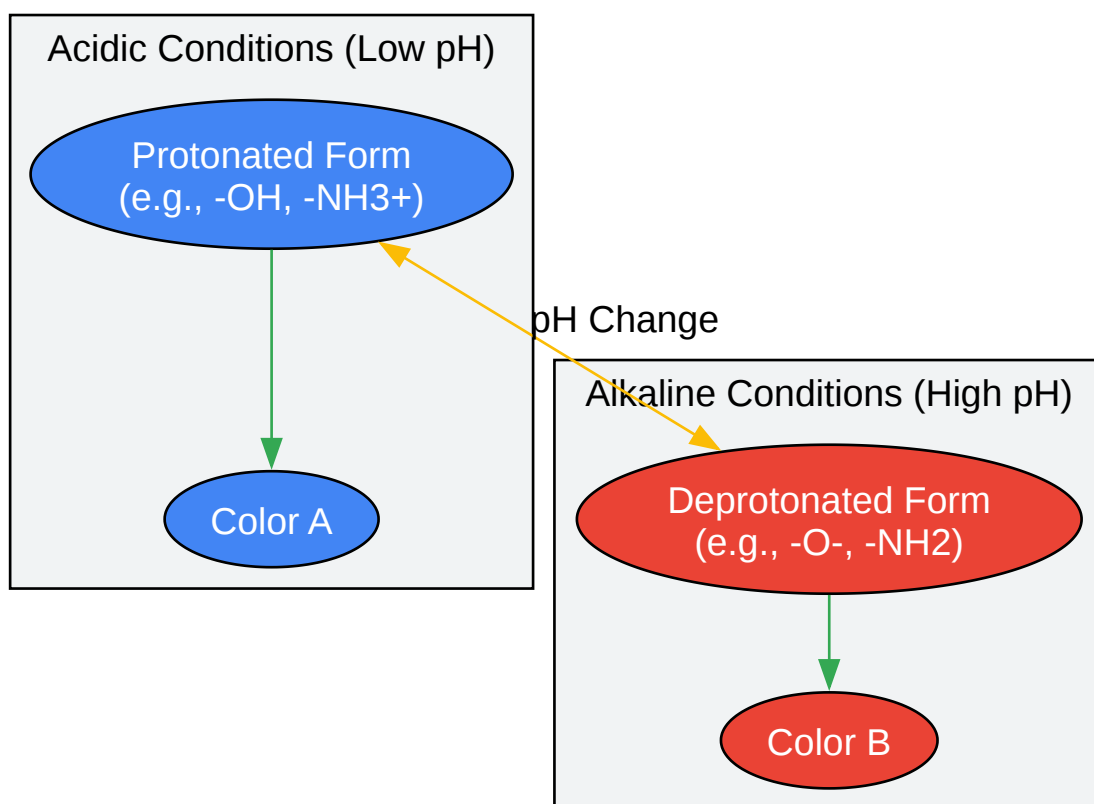 Acidic Conditions (Low pH)
Protonated Form
(e.g., -OH, -NH3+)
pH Change
Alkaline Conditions (High pH)
Deprotonated Form
(e.g., -O-, -NH2)
Color A
Color B